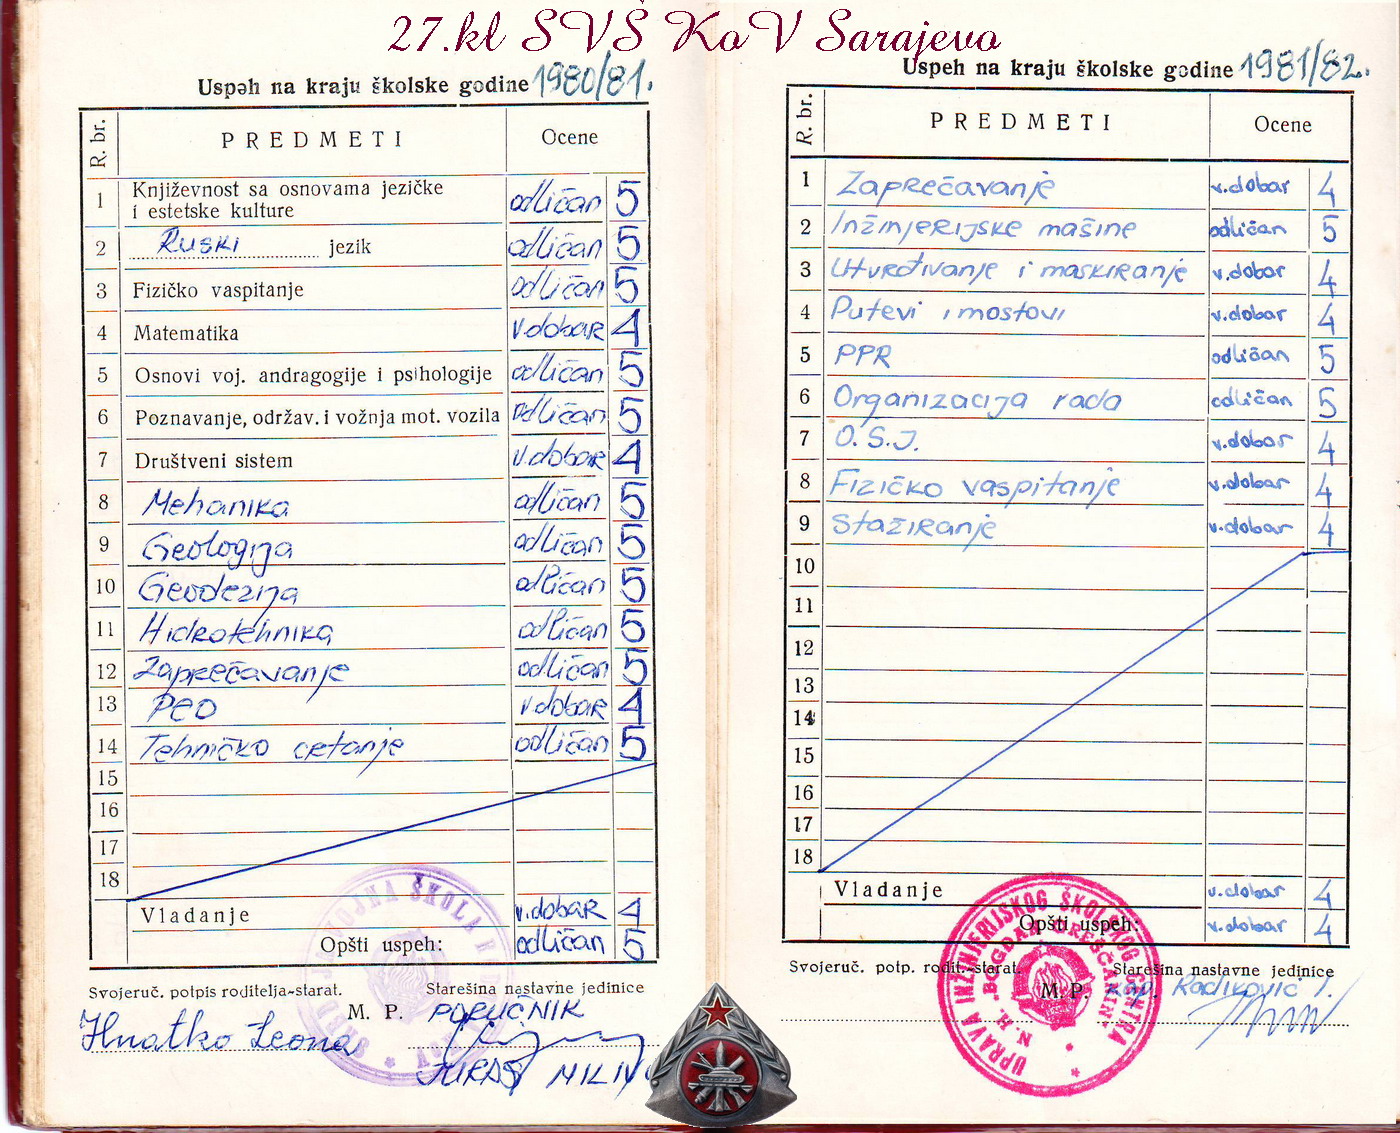 27.kl SVŠ KoV Sarajevo
Uspeh na kraju školske godine 1980/81.
R. br. PREDMETI Ocene
1 Književnost sa osnovama jezičke i estetske kulture odličan 5
2 Ruski jezik odličan 5
3 Fizičko vaspitanje odličan 5
4 Matematika v.dobar 4
5 Osnovi voj. andragogije i psihologije odličan 5
6 Poznavanje, održav. i vožnja mot. vozila odličan 5
7 Društveni sistem v.dobar 4
8 Mehanika odličan 5
9 Geologija odličan 5
10 Geodezija odličan 5
11 Hidrotehnika odličan 5
12 Zaprečavanje odličan 5
13 PEO v.dobar 4
14 Tehničko crtanje odličan 5
15
16
17
18
Vladanje v.dobar 4
Opšti uspeh: odličan 5
Svojeruč. potpis roditelja-starat. Starešina nastavne jedinice
M. P. PORUČNIK
Hnatko Leona
Uspeh na kraju školske godine 1981/82.
R. br. PREDMETI Ocene
1 Zaprečavanje v.dobar 4
2 Inžinjerijske mašine odličan 5
3 Utvrđivanje i maskiranje v.dobar 4
4 Putevi i mostovi v.dobar 4
5 PPR odličan 5
6 Organizacija rada odličan 5
7 O.S.J. v.dobar 4
8 Fizičko vaspitanje v.dobar 4
9 Stažiranje v.dobar 4
10
11
12
13
14
15
16
17
18
Vladanje v.dobar 4
Opšti uspeh: v.dobar 4
Svojeruč. potp. rodit.-starat. Starešina nastavne jedinice
M. P. Kap. Radiković
UPRAVA INŽINJERIJSKOG ŠKOLSKOG CENTRA
N. H. BOGDAN OREŠČANIN